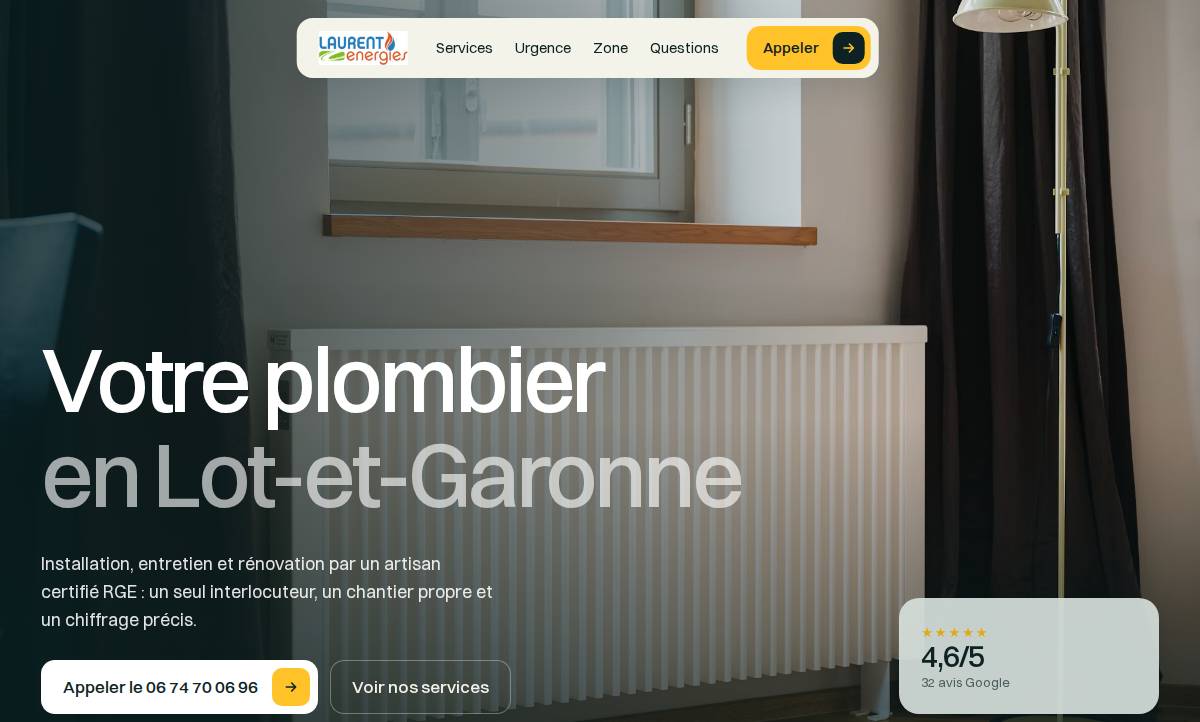 LAURENT
energies
Services
Urgence
Zone
Questions
Appeler
Votre plombier
en Lot-et-Garonne
Installation, entretien et rénovation par un artisan
certifié RGE : un seul interlocuteur, un chantier propre et
un chiffrage précis.
Appeler le 06 74 70 06 96
Voir nos services
4,6/5
32 avis Google